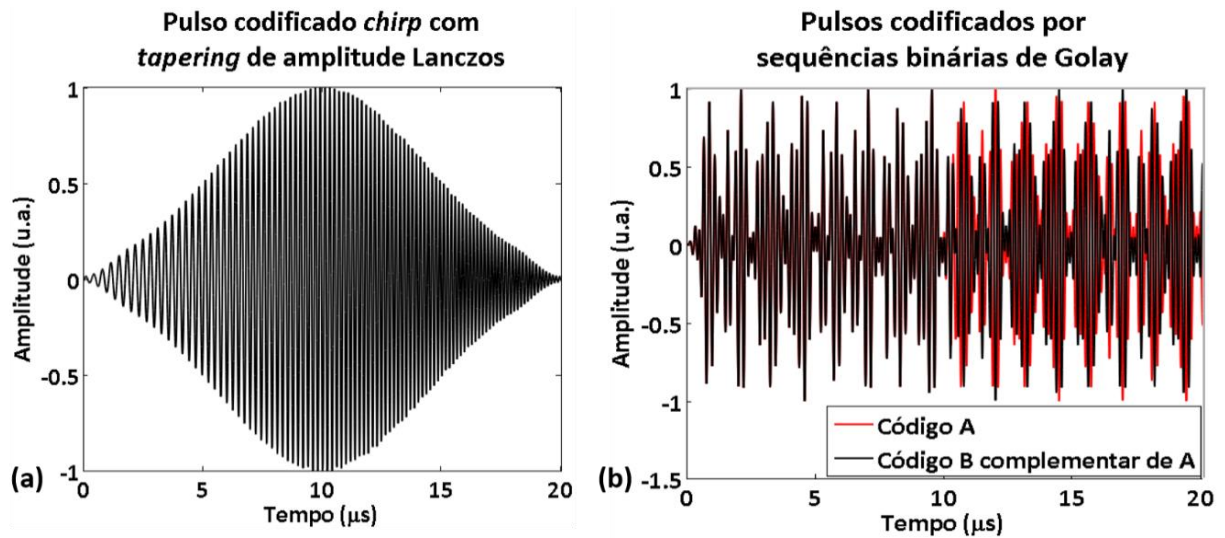 Pulso codificado chirp com
tapering de amplitude Lanczos
1
0.5
0
-0.5
-1
Amplitude (u.a.)
0 5 10 15 20
Tempo (μs)
(a)
Pulsos codificados por
sequências binárias de Golay
1
0.5
0
-0.5
-1
-1.5
Amplitude (u.a.)
Código A
Código B complementar de A
0 5 10 15 20
Tempo (μs)
(b)